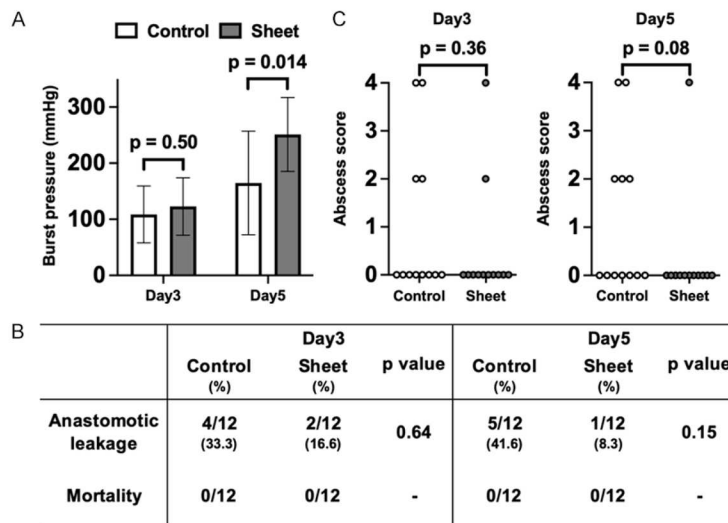 A
Control Sheet
p = 0.014
p = 0.50
Burst pressure (mmHg)
300
200
100
0
Day3 Day5
C
Day3
p = 0.36
Abscess score
4
3
2
1
0
Control Sheet
Day5
p = 0.08
Abscess score
4
3
2
1
0
Control Sheet
B
Day3 Day5
Control Sheet p value Control Sheet p value
(%) (%) (%) (%)
Anastomotic leakage 4/12 2/12 0.64 5/12 1/12 0.15
(33.3) (16.6) (41.6) (8.3)
Mortality 0/12 0/12 - 0/12 0/12 -